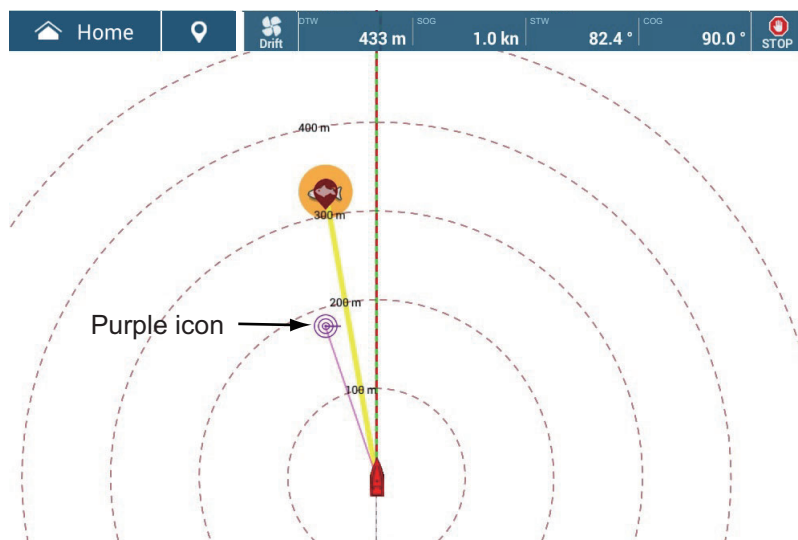 Home
Drift
DTW 433 m
SOG 1.0 kn
STW 82.4 °
COG 90.0 °
STOP
400 m
300 m
200 m
Purple icon
100 m